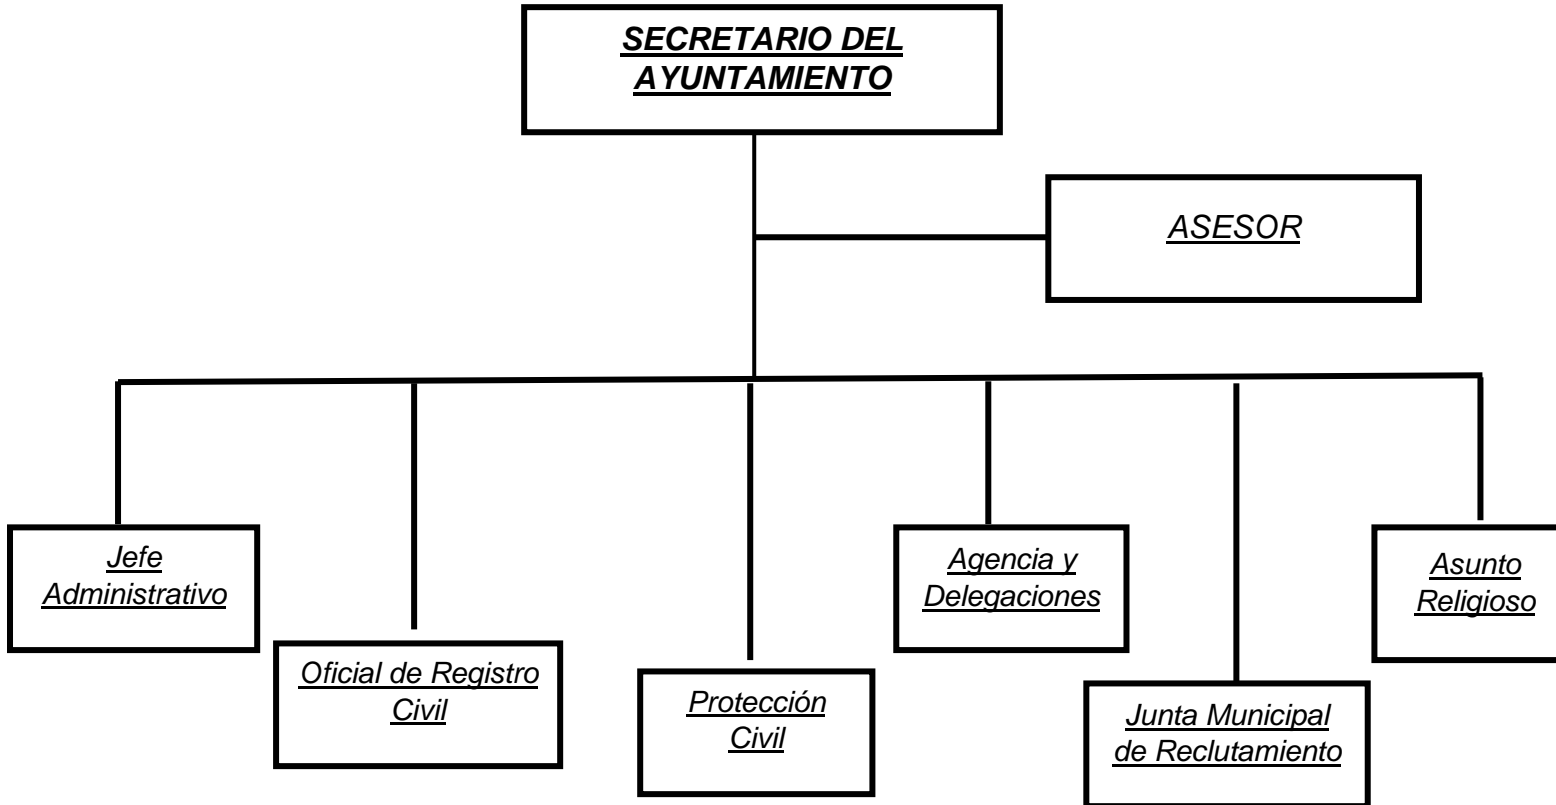 SECRETARIO DEL
AYUNTAMIENTO
ASESOR
Jefe
Administrativo
Oficial de Registro
Civil
Protección
Civil
Agencia y
Delegaciones
Junta Municipal
de Reclutamiento
Asunto
Religioso